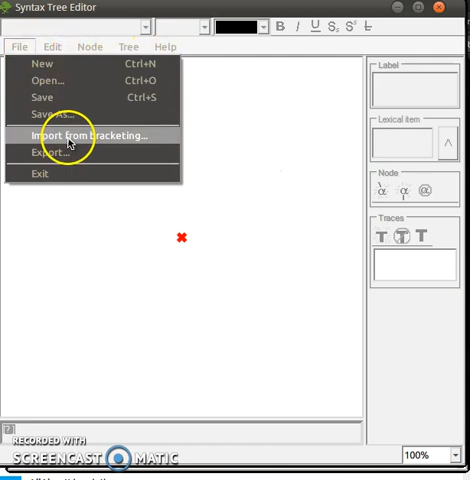 Syntax Tree Editor
B I U Ss S^s L
File Edit Node Tree Help
New Ctrl+N
Open... Ctrl+O
Save Ctrl+S
Save As...
Import from bracketing...
Export...
Exit
Label
Lexical item
Λ
Node
α α @
Traces
T T T
100%
RECORDED WITH
SCREENCAST MATIC